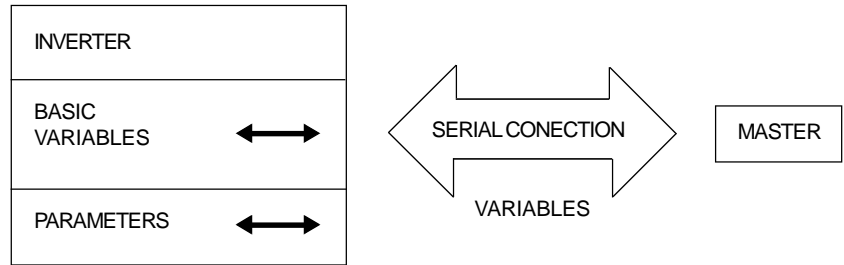 INVERTER
BASIC
VARIABLES
PARAMETERS
SERIAL CONECTION
VARIABLES
MASTER